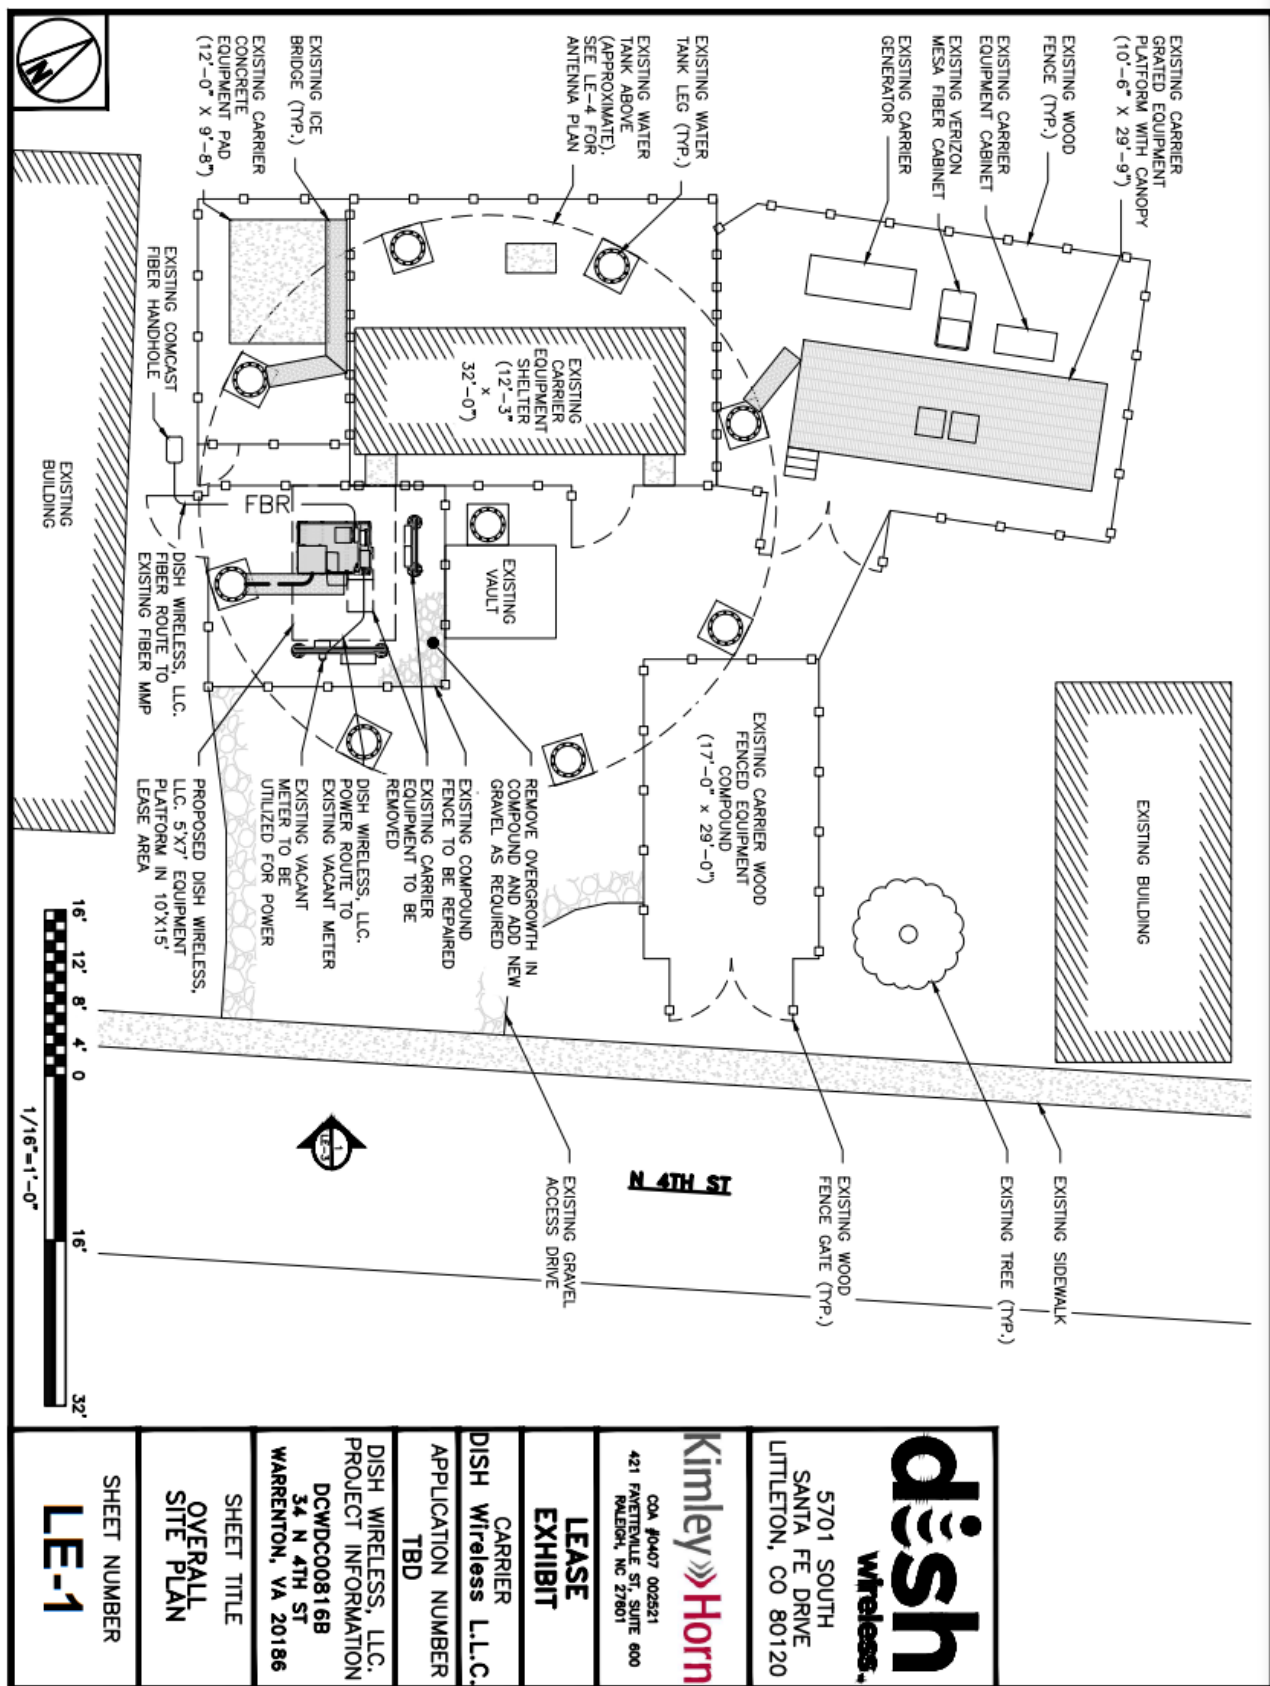 EXISTING CARRIER
GRATED EQUIPMENT
PLATFORM WITH CANOPY
(10'-6" X 29'-9")
EXISTING WOOD
FENCE (TYP.)
EXISTING CARRIER
EQUIPMENT CABINET
EXISTING VERIZON
MESA FIBER CABINET
EXISTING CARRIER
GENERATOR
EXISTING WATER
TANK LEG (TYP.)
EXISTING WATER
TANK ABOVE
(APPROXIMATE).
SEE LE-4 FOR
ANTENNA PLAN
EXISTING ICE
BRIDGE (TYP.)
EXISTING CARRIER
CONCRETE
EQUIPMENT PAD
(12'-0" X 9'-8")
N
EXISTING COMCAST
FIBER HANDHOLE
EXISTING
CARRIER
EQUIPMENT
SHELTER
(12'-3"
x
32'-0")
EXISTING
BUILDING
FBR
EXISTING
VAULT
DISH WIRELESS, LLC.
FIBER ROUTE TO
EXISTING FIBER MMP
EXISTING CARRIER WOOD
FENCED EQUIPMENT
COMPOUND
(17'-0" x 29'-0")
EXISTING BUILDING
REMOVE OVERGROWTH IN
COMPOUND AND ADD NEW
GRAVEL AS REQUIRED
EXISTING COMPOUND
FENCE TO BE REPAIRED
EXISTING CARRIER
EQUIPMENT TO BE
REMOVED
DISH WIRELESS, LLC.
POWER ROUTE TO
EXISTING VACANT METER
EXISTING VACANT
METER TO BE
UTILIZED FOR POWER
PROPOSED DISH WIRELESS,
LLC. 5'X7' EQUIPMENT
PLATFORM IN 10'X15'
LEASE AREA
EXISTING SIDEWALK
EXISTING TREE (TYP.)
EXISTING WOOD
FENCE GATE (TYP.)
N 4TH ST
EXISTING GRAVEL
ACCESS DRIVE
1
LE-3
16' 12' 8' 4' 0 16' 32'
1/16"=1'-0"
dish
wireless™
5701 SOUTH
SANTA FE DRIVE
LITTLETON, CO 80120
Kimley»Horn
COA #0407 002521
421 FAYETTEVILLE ST, SUITE 600
RALEIGH, NC 27601
LEASE
EXHIBIT
CARRIER
DISH Wireless L.L.C.
APPLICATION NUMBER
TBD
DISH WIRELESS, LLC.
PROJECT INFORMATION
DCWDC00816B
34 N 4TH ST
WARRENTON, VA 20186
SHEET TITLE
OVERALL
SITE PLAN
SHEET NUMBER
LE-1